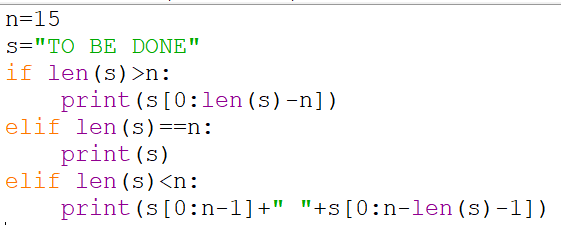 n=15
s="TO BE DONE"
if len(s)>n:
    print(s[0:len(s)-n])
elif len(s)==n:
    print(s)
elif len(s)<n:
    print(s[0:n-1]+" "+s[0:n-len(s)-1])